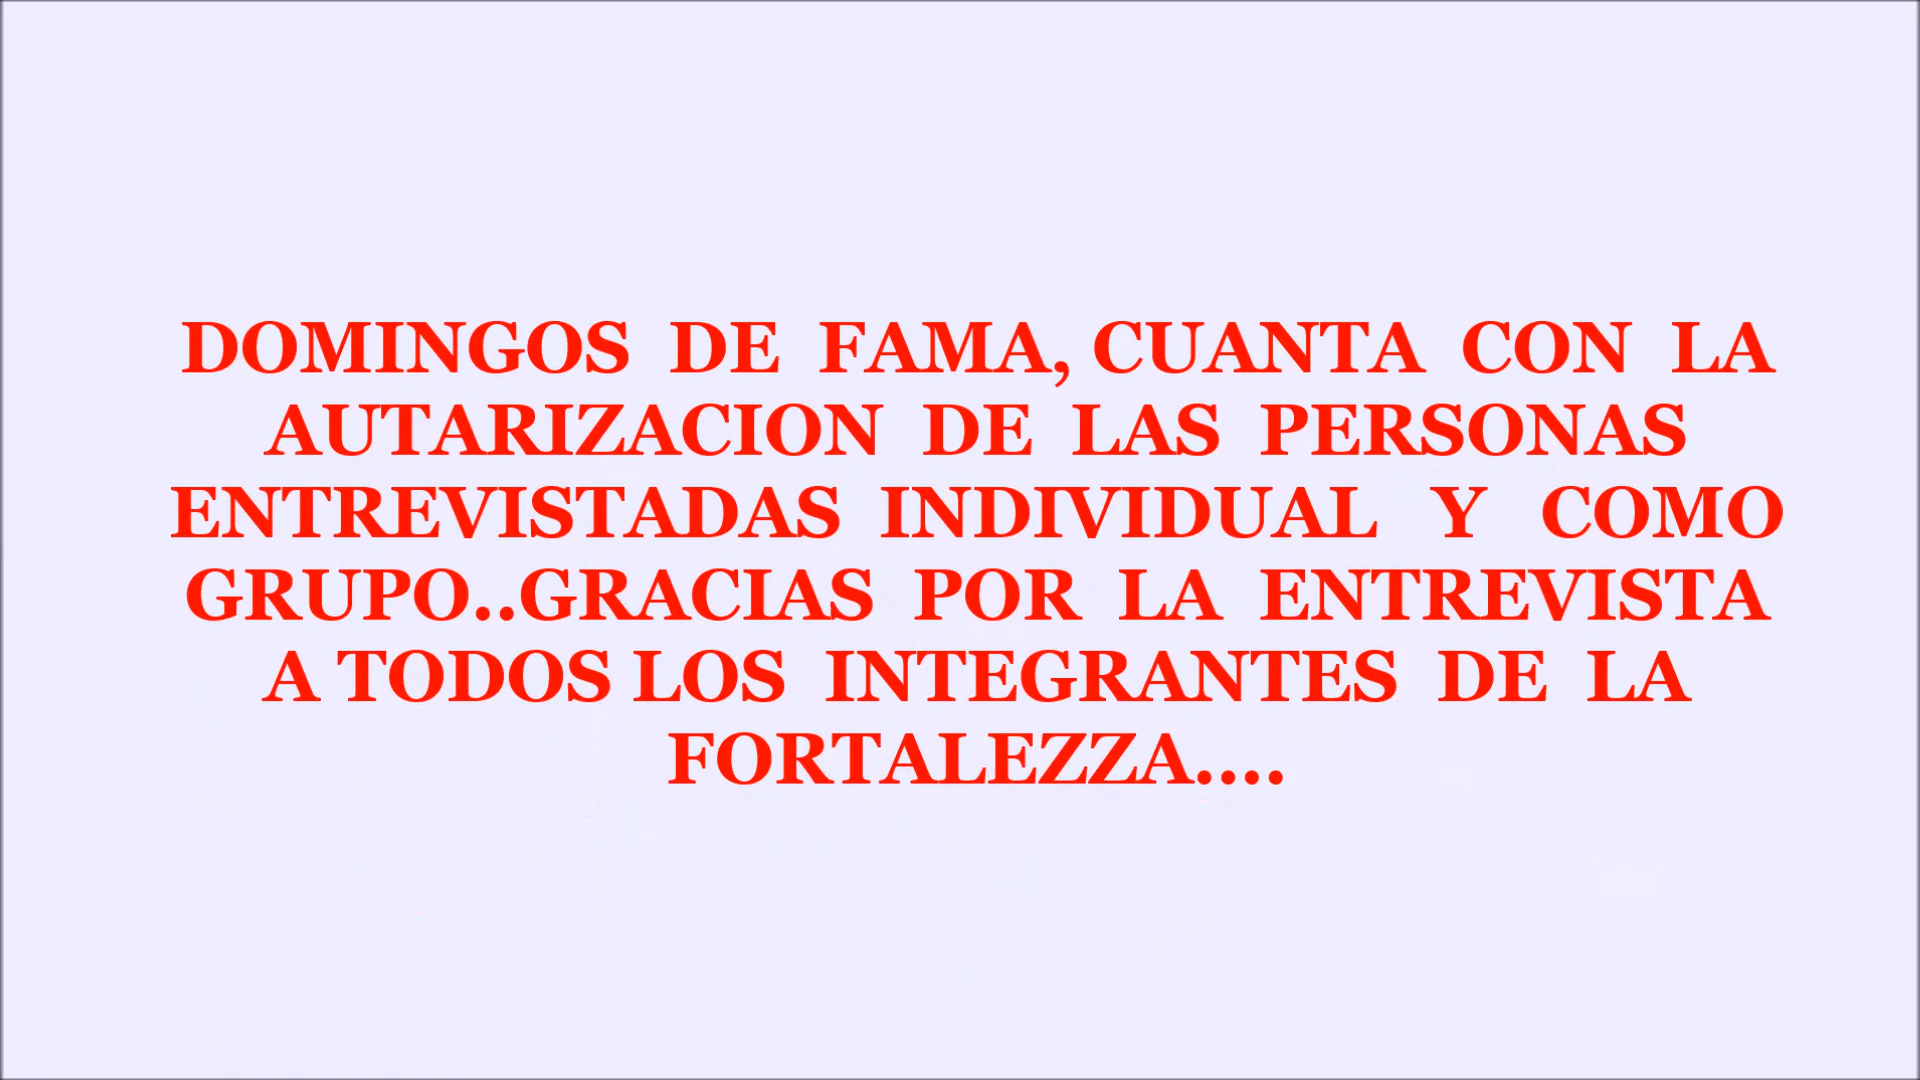 DOMINGOS DE FAMA, CUANTA CON LA
AUTARIZACION DE LAS PERSONAS
ENTREVISTADAS INDIVIDUAL Y COMO
GRUPO..GRACIAS POR LA ENTREVISTA
A TODOS LOS INTEGRANTES DE LA
FORTALEZZA....